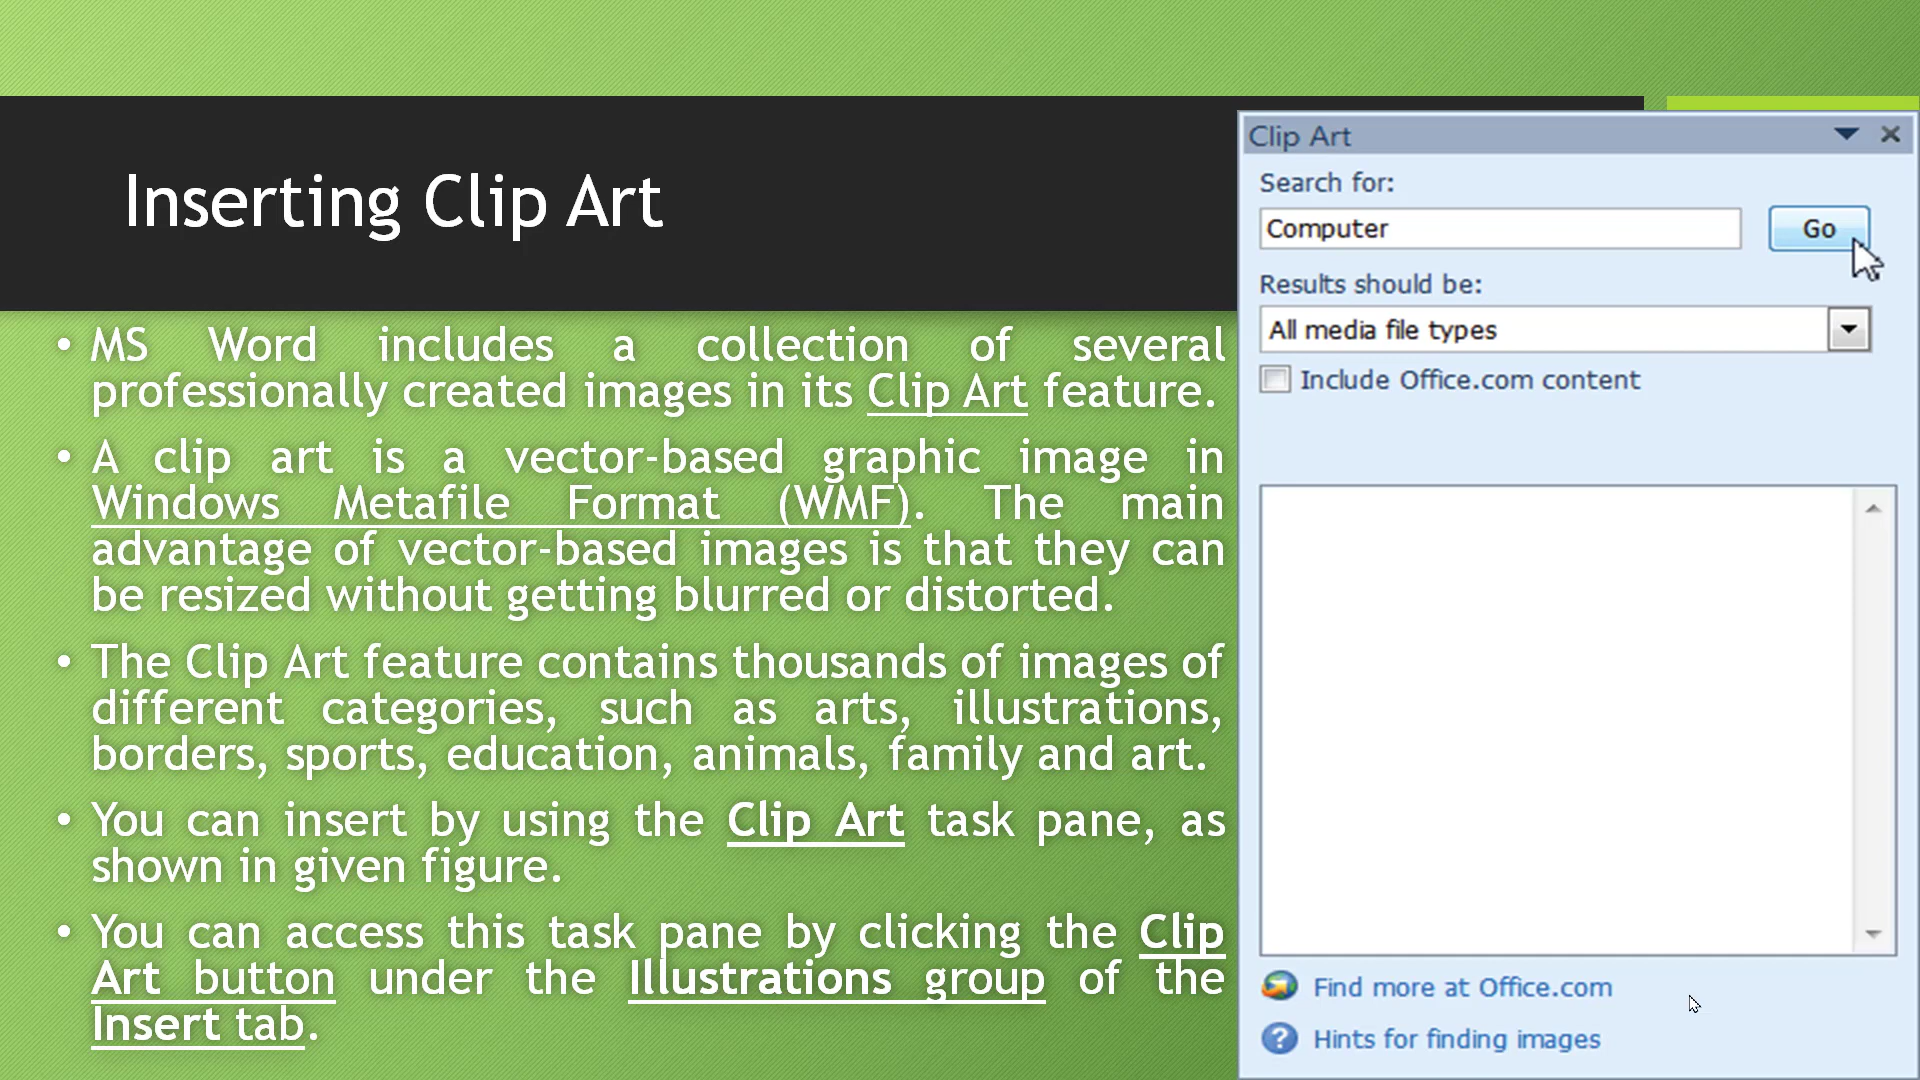 Inserting Clip Art
• MS Word includes a collection of several
professionally created images in its Clip Art feature.
• A clip art is a vector-based graphic image in
Windows Metafile Format (WMF). The main
advantage of vector-based images is that they can
be resized without getting blurred or distorted.
• The Clip Art feature contains thousands of images of
different categories, such as arts, illustrations,
borders, sports, education, animals, family and art.
• You can insert by using the Clip Art task pane, as
shown in given figure.
• You can access this task pane by clicking the Clip
Art button under the Illustrations group of the
Insert tab.
Clip Art
Search for:
Computer
Go
Results should be:
All media file types
Include Office.com content
Find more at Office.com
Hints for finding images